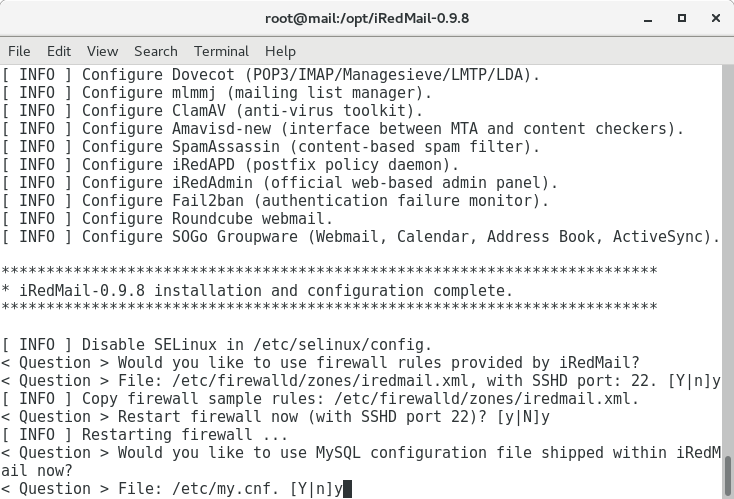 root@mail:/opt/iRedMail-0.9.8
File Edit View Search Terminal Help
[ INFO ] Configure Dovecot (POP3/IMAP/Managesieve/LMTP/LDA).
[ INFO ] Configure mlmmj (mailing list manager).
[ INFO ] Configure ClamAV (anti-virus toolkit).
[ INFO ] Configure Amavisd-new (interface between MTA and content checkers).
[ INFO ] Configure SpamAssassin (content-based spam filter).
[ INFO ] Configure iRedAPD (postfix policy daemon).
[ INFO ] Configure iRedAdmin (official web-based admin panel).
[ INFO ] Configure Fail2ban (authentication failure monitor).
[ INFO ] Configure Roundcube webmail.
[ INFO ] Configure SOGo Groupware (Webmail, Calendar, Address Book, ActiveSync).
*************************************************************************
* iRedMail-0.9.8 installation and configuration complete.
*************************************************************************
[ INFO ] Disable SELinux in /etc/selinux/config.
< Question > Would you like to use firewall rules provided by iRedMail?
< Question > File: /etc/firewalld/zones/iredmail.xml, with SSHD port: 22. [Y|n]y
[ INFO ] Copy firewall sample rules: /etc/firewalld/zones/iredmail.xml.
< Question > Restart firewall now (with SSHD port 22)? [y|N]y
[ INFO ] Restarting firewall ...
< Question > Would you like to use MySQL configuration file shipped within iRedM
ail now?
< Question > File: /etc/my.cnf. [Y|n]y